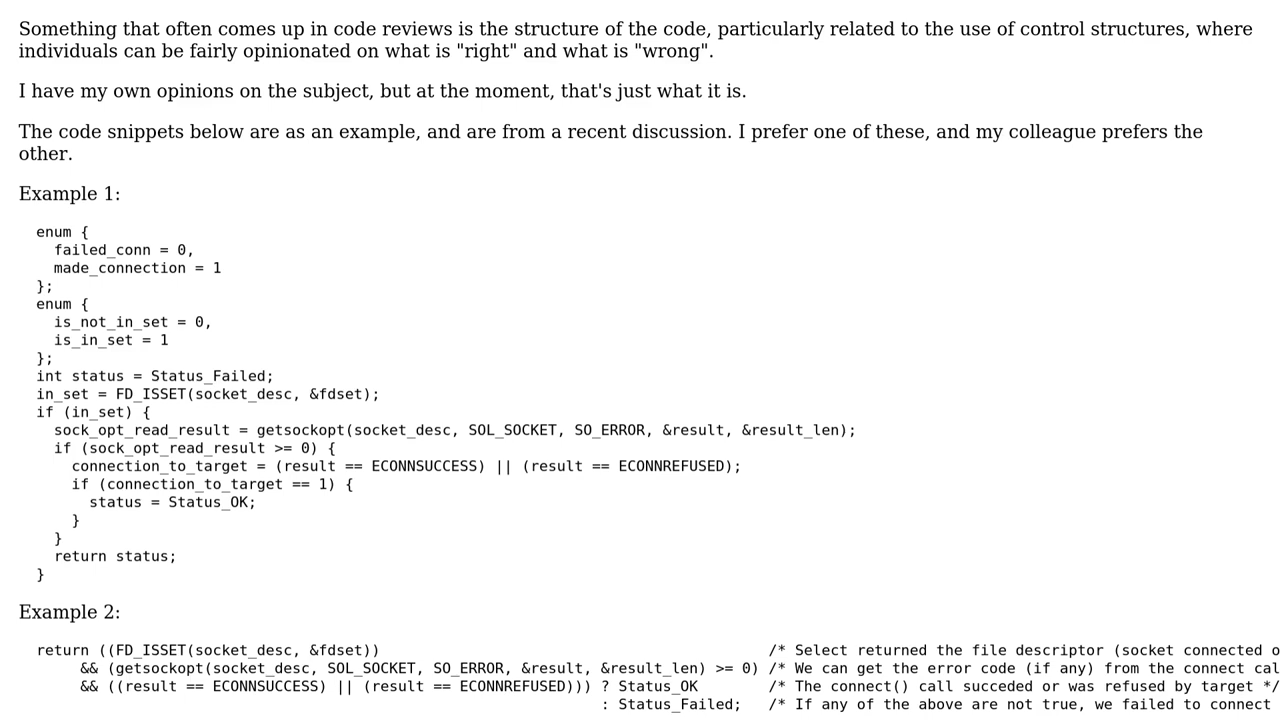 Something that often comes up in code reviews is the structure of the code, particularly related to the use of control structures, where
individuals can be fairly opinionated on what is "right" and what is "wrong".
I have my own opinions on the subject, but at the moment, that's just what it is.
The code snippets below are as an example, and are from a recent discussion. I prefer one of these, and my colleague prefers the
other.
Example 1:
enum {
  failed_conn = 0,
  made_connection = 1
};
enum {
  is_not_in_set = 0,
  is_in_set = 1
};
int status = Status_Failed;
in_set = FD_ISSET(socket_desc, &fdset);
if (in_set) {
  sock_opt_read_result = getsockopt(socket_desc, SOL_SOCKET, SO_ERROR, &result, &result_len);
  if (sock_opt_read_result >= 0) {
    connection_to_target = (result == ECONNSUCCESS) || (result == ECONNREFUSED);
    if (connection_to_target == 1) {
      status = Status_OK;
    }
  }
  return status;
}
Example 2:
return ((FD_ISSET(socket_desc, &fdset)) /* Select returned the file descriptor (socket connected o
     && (getsockopt(socket_desc, SOL_SOCKET, SO_ERROR, &result, &result_len) >= 0) /* We can get the error code (if any) from the connect cal
     && ((result == ECONNSUCCESS) || (result == ECONNREFUSED))) ? Status_OK /* The connect() call succeded or was refused by target */
: Status_Failed; /* If any of the above are not true, we failed to connect